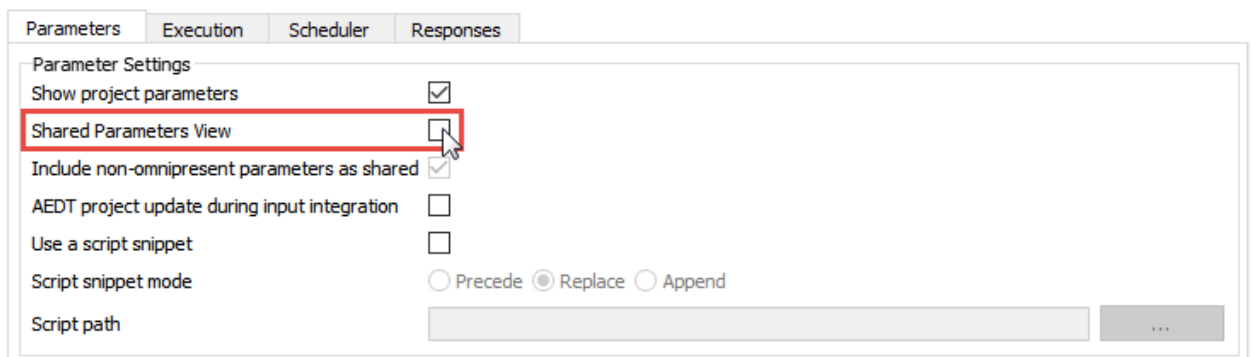 Parameters Execution Scheduler Responses
Parameter Settings
Show project parameters
Shared Parameters View
Include non-omnipresent parameters as shared
AEDT project update during input integration
Use a script snippet
Script snippet mode Precede Replace Append
Script path ...